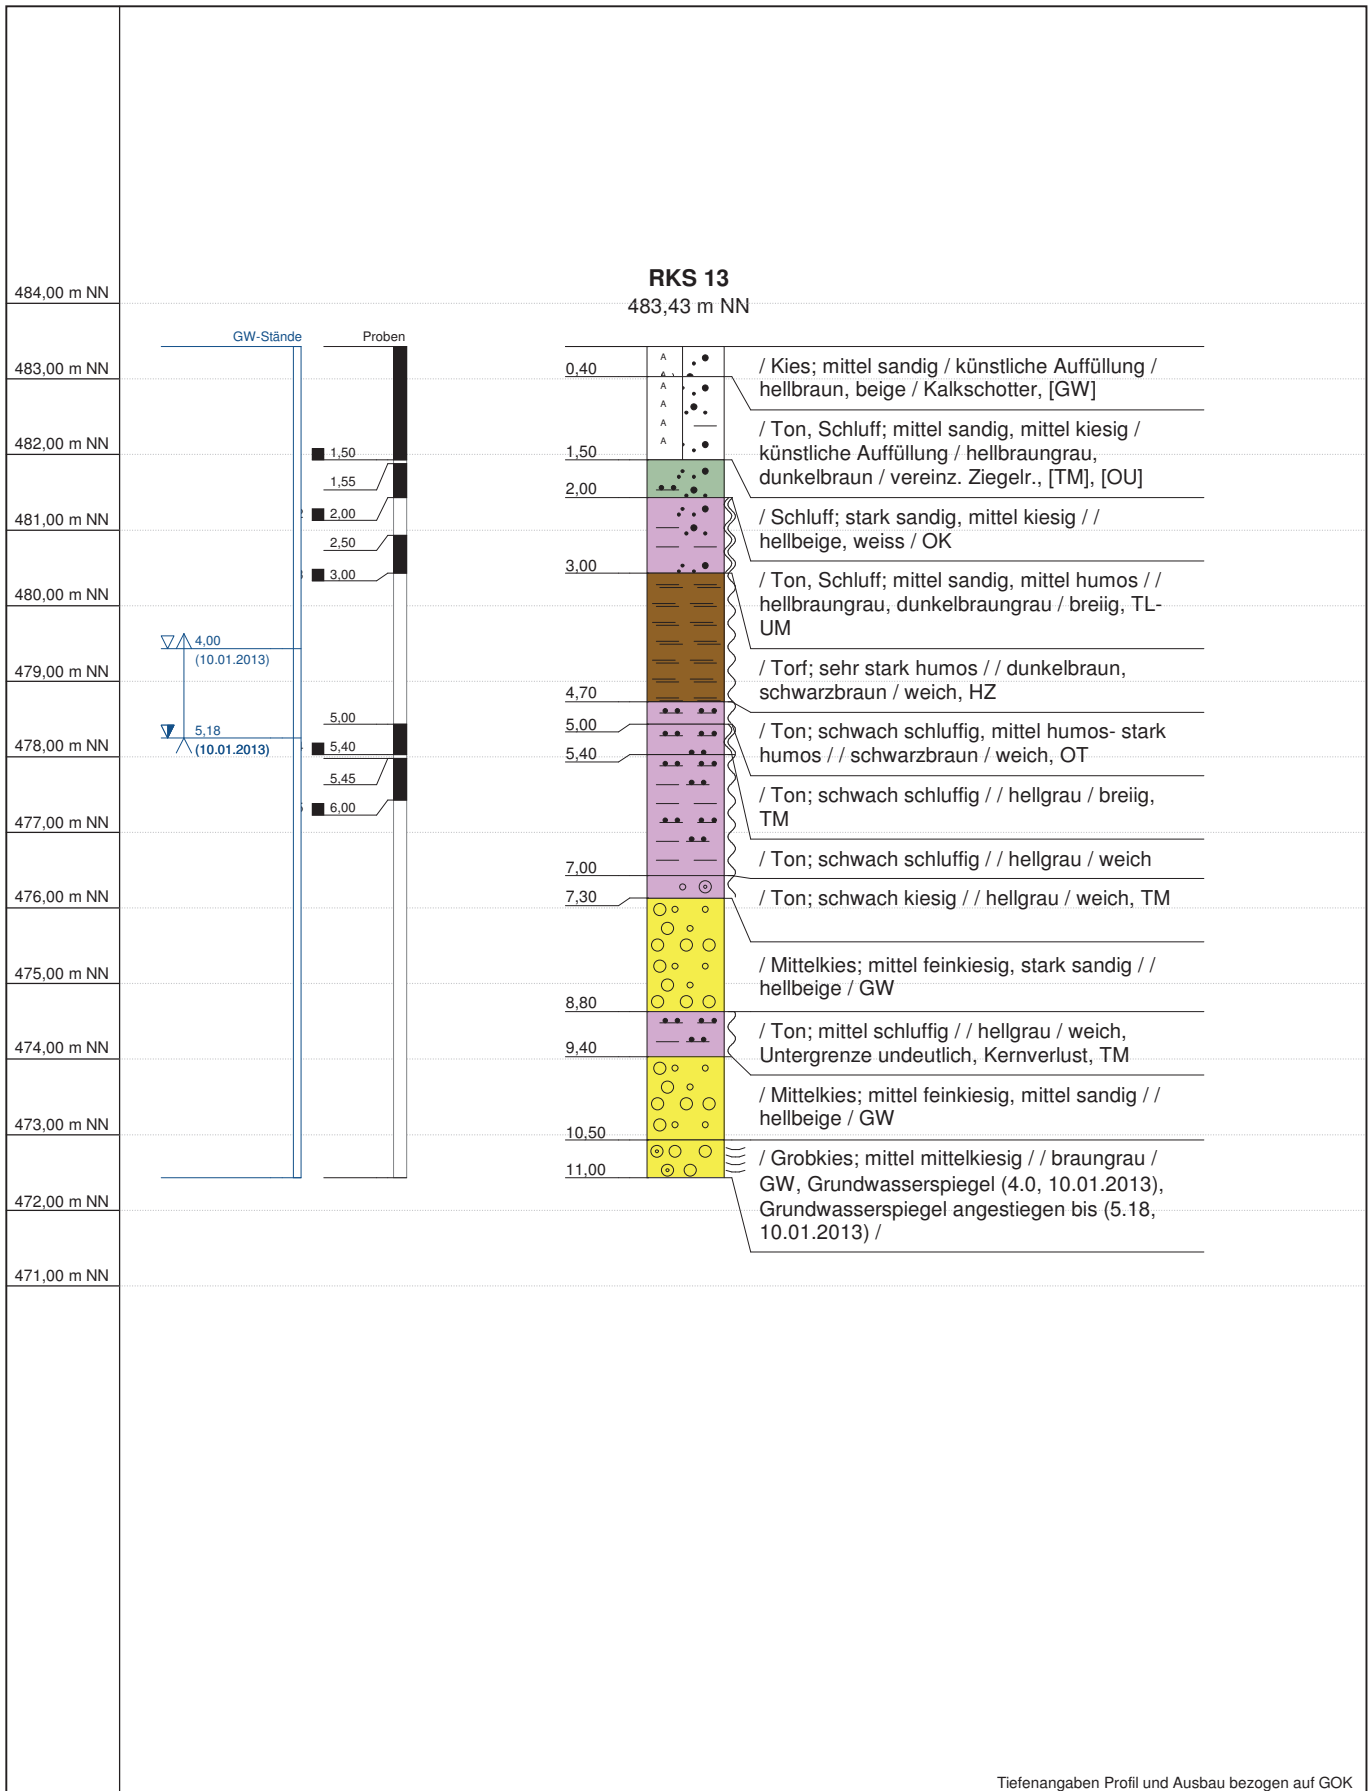 RKS 13
483,43 m NN
484,00 m NN
483,00 m NN
482,00 m NN
481,00 m NN
480,00 m NN
479,00 m NN
478,00 m NN
477,00 m NN
476,00 m NN
475,00 m NN
474,00 m NN
473,00 m NN
472,00 m NN
471,00 m NN
GW-Stände
4,00
(10.01.2013)
5,18
(10.01.2013)
Proben
1,50
1,55
2,00
2,50
3,00
5,00
5,40
5,45
6,00
0,40
1,50
2,00
3,00
4,70
5,00
5,40
7,00
7,30
8,80
9,40
10,50
11,00
A
A
A
A
A
A
/ Kies; mittel sandig / künstliche Auffüllung /
hellbraun, beige / Kalkschotter, [GW]
/ Ton, Schluff; mittel sandig, mittel kiesig /
künstliche Auffüllung / hellbraungrau,
dunkelbraun / vereinz. Ziegelr., [TM], [OU]
/ Schluff; stark sandig, mittel kiesig / /
hellbeige, weiss / OK
/ Ton, Schluff; mittel sandig, mittel humos / /
hellbraungrau, dunkelbraungrau / breiig, TL-
UM
/ Torf; sehr stark humos / / dunkelbraun,
schwarzbraun / weich, HZ
/ Ton; schwach schluffig, mittel humos- stark
humos / / schwarzbraun / weich, OT
/ Ton; schwach schluffig / / hellgrau / breiig,
TM
/ Ton; schwach schluffig / / hellgrau / weich
/ Ton; schwach kiesig / / hellgrau / weich, TM
/ Mittelkies; mittel feinkiesig, stark sandig / /
hellbeige / GW
/ Ton; mittel schluffig / / hellgrau / weich,
Untergrenze undeutlich, Kernverlust, TM
/ Mittelkies; mittel feinkiesig, mittel sandig / /
hellbeige / GW
/ Grobkies; mittel mittelkiesig / / braungrau /
GW, Grundwasserspiegel (4.0, 10.01.2013),
Grundwasserspiegel angestiegen bis (5.18,
10.01.2013) /
Tiefenangaben Profil und Ausbau bezogen auf GOK